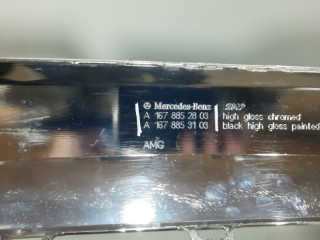 Mercedes-Benz SRP
A 167 885 28 03 high gloss chromed
A 167 885 31 03 black high gloss painted
AMG